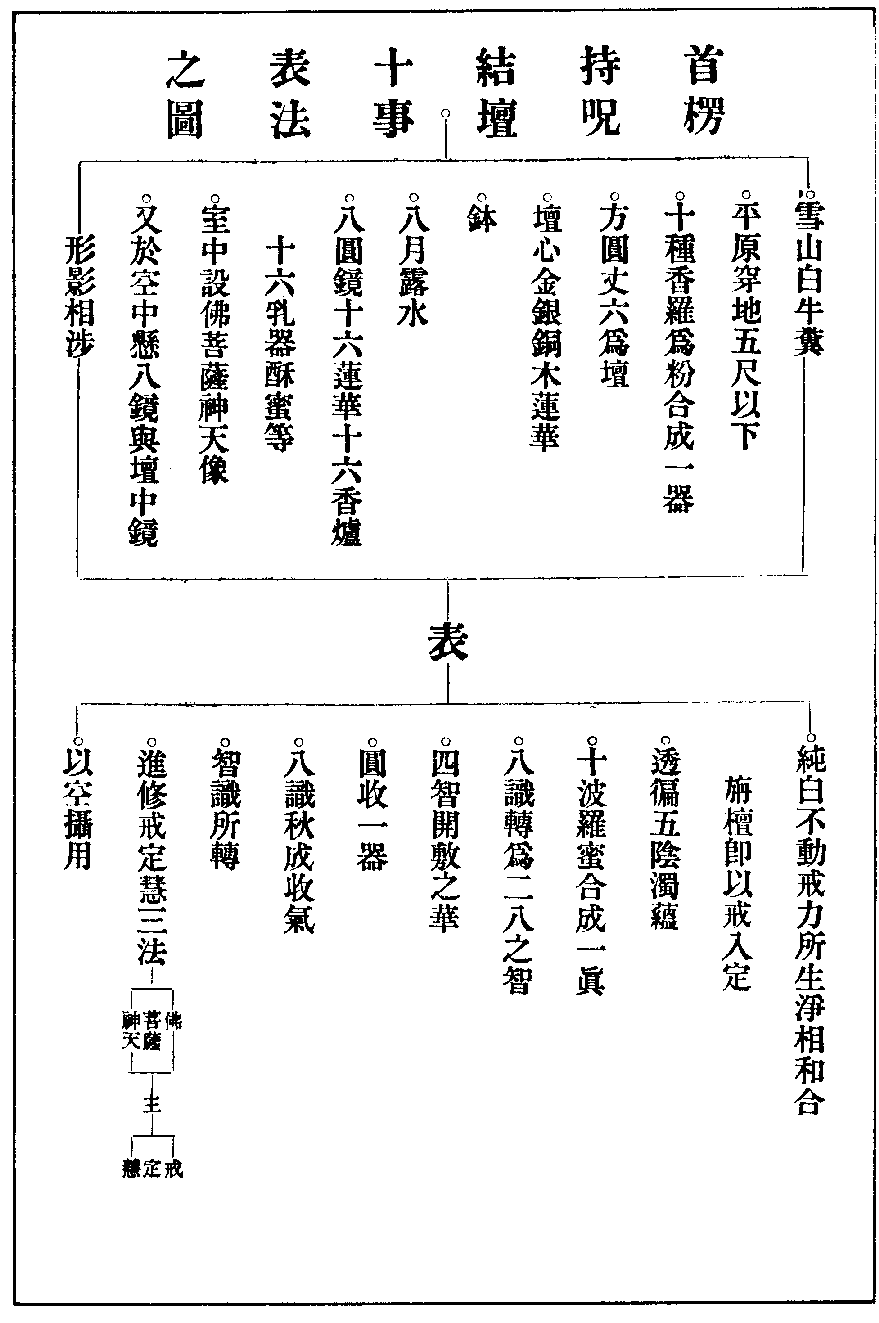 首楞
持呪
結壇
十事
表法
之圖
雪山白牛糞
平原穿地五尺以下
十種香羅爲粉合成一器
方圓丈六爲壇
壇心金銀銅木蓮華
鉢
八月露水
八圓鏡十六蓮華十六香爐
十六乳器酥蜜等
室中設佛菩薩神天像
又於空中懸八鏡與壇中鏡
形影相涉
表
純白不動戒力所生淨相和合
旃檀卽以戒入定
透徧五陰濁蘊
十波羅蜜合成一眞
八識轉爲二八之智
四智開敷之華
圓收一器
八識秋成收氣
智識所轉
進修戒定慧三法
佛
菩薩
神天
主
戒
定
慧
以空攝用